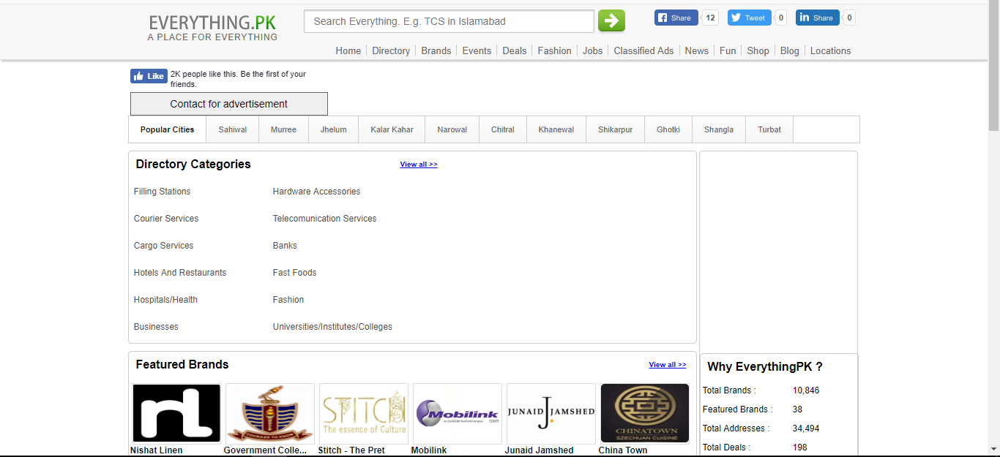 EVERYTHING.PK
A PLACE FOR EVERYTHING
Search Everything. E.g. TCS in Islamabad
Share 12 Tweet 0 Share 0
Home Directory Brands Events Deals Fashion Jobs Classified Ads News Fun Shop Blog Locations
Like 2K people like this. Be the first of your
friends.
Contact for advertisement
Popular Cities Sahiwal Murree Jhelum Kalar Kahar Narowal Chitral Khanewal Shikarpur Ghotki Shangla Turbat
Directory Categories View all >>
Filling Stations Hardware Accessories
Courier Services Telecomunication Services
Cargo Services Banks
Hotels And Restaurants Fast Foods
Hospitals/Health Fashion
Businesses Universities/Institutes/Colleges
Featured Brands View all >>
nl
COURAGE TO KNOW
STITCH
The essence of Culture
Mobilink
GSM
JUNAID J. JAMSHED
CHINATOWN
SZECHUAN CUISINE
Nishat Linen Government Colle... Stitch - The Pret Mobilink Junaid Jamshed China Town
Why EverythingPK ?
Total Brands : 10,846
Featured Brands : 38
Total Addresses : 34,494
Total Deals : 198